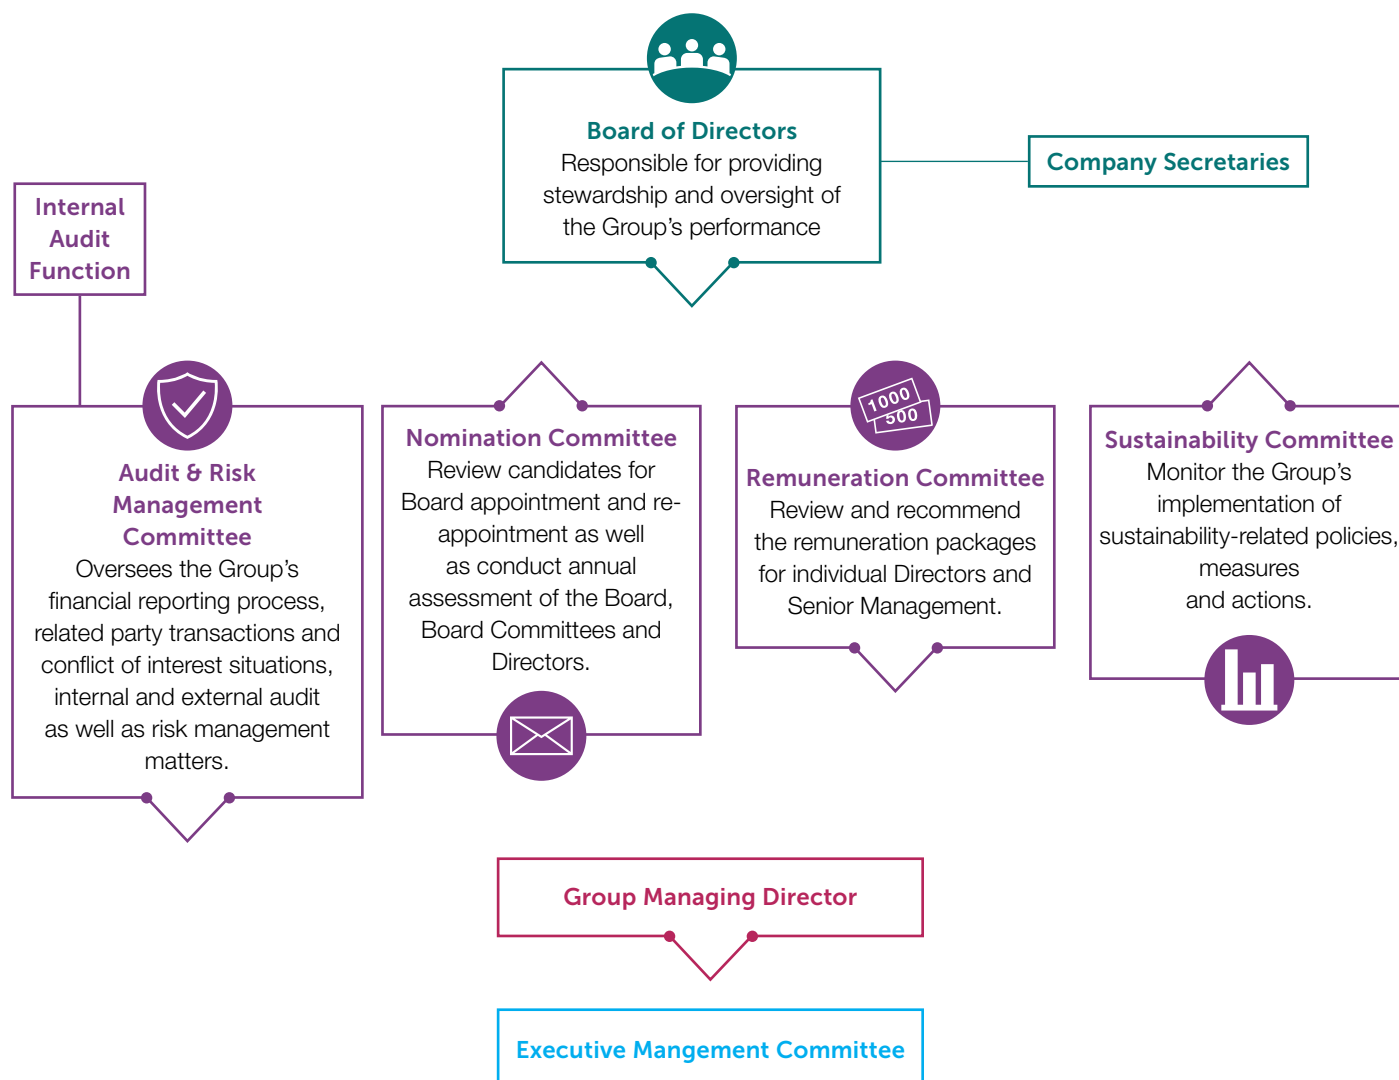 Board of Directors
Responsible for providing
stewardship and oversight of
the Group's performance
Company Secretaries
Internal
Audit
Function
Audit & Risk
Management
Committee
Oversees the Group's
financial reporting process,
related party transactions and
conflict of interest situations,
internal and external audit
as well as risk management
matters.
Nomination Committee
Review candidates for
Board appointment and re-
appointment as well
as conduct annual
assessment of the Board,
Board Committees and
Directors.
1000
500
Remuneration Committee
Review and recommend
the remuneration packages
for individual Directors and
Senior Management.
Sustainability Committee
Monitor the Group's
implementation of
sustainability-related policies,
measures
and actions.
Group Managing Director
Executive Mangement Committee